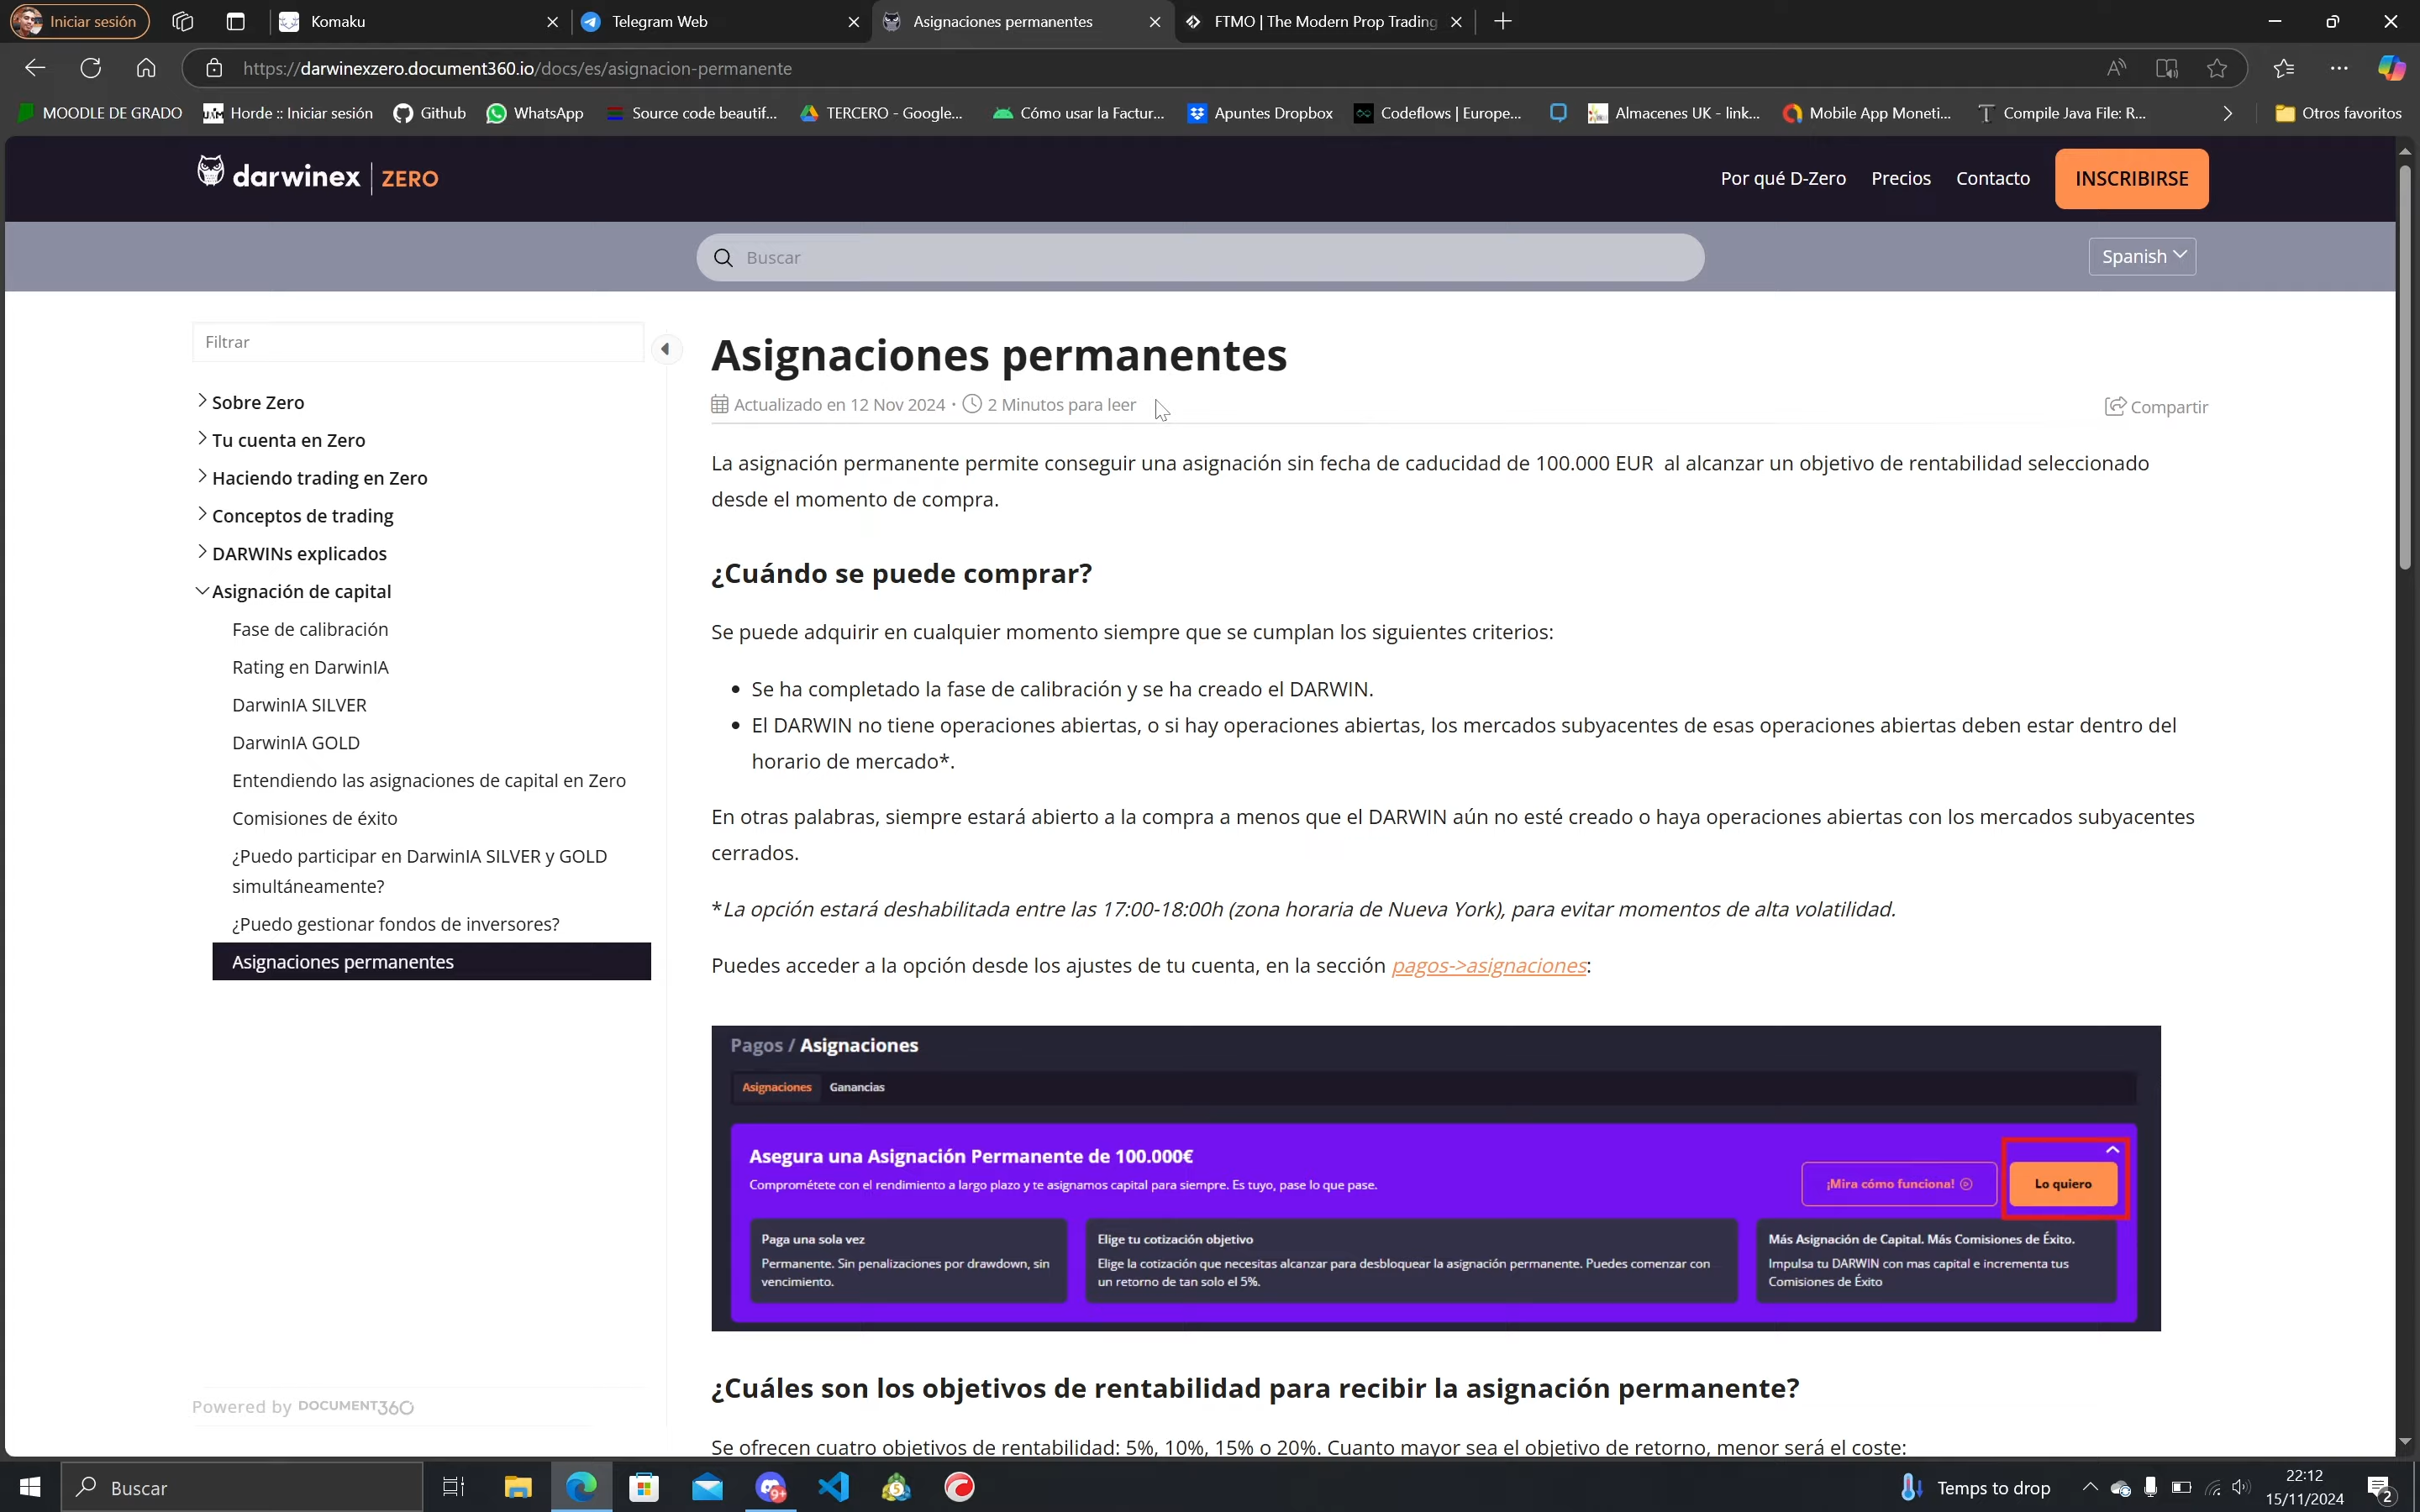 Iniciar sesión
Komaku
Telegram Web
Asignaciones permanentes
FTMO | The Modern Prop Trading
https://darwinexzero.document360.io/docs/es/asignacion-permanente
MOODLE DE GRADO
Horde :: Iniciar sesión
Github
WhatsApp
Source code beautif...
TERCERO - Google...
Cómo usar la Factur...
Apuntes Dropbox
Codeflows | Europe...
Almacenes UK - link...
Mobile App Moneti...
Compile Java File: R...
Otros favoritos
darwinex | ZERO
Por qué D-Zero
Precios
Contacto
INSCRIBIRSE
Buscar
Spanish
Filtrar
Sobre Zero
Tu cuenta en Zero
Haciendo trading en Zero
Conceptos de trading
DARWINs explicados
Asignación de capital
Fase de calibración
Rating en DarwinIA
DarwinIA SILVER
DarwinIA GOLD
Entendiendo las asignaciones de capital en Zero
Comisiones de éxito
¿Puedo participar en DarwinIA SILVER y GOLD
simultáneamente?
¿Puedo gestionar fondos de inversores?
Asignaciones permanentes
Powered by DOCUMENT360
Asignaciones permanentes
Actualizado en 12 Nov 2024 • 2 Minutos para leer
Compartir
La asignación permanente permite conseguir una asignación sin fecha de caducidad de 100.000 EUR al alcanzar un objetivo de rentabilidad seleccionado
desde el momento de compra.
¿Cuándo se puede comprar?
Se puede adquirir en cualquier momento siempre que se cumplan los siguientes criterios:
• Se ha completado la fase de calibración y se ha creado el DARWIN.
• El DARWIN no tiene operaciones abiertas, o si hay operaciones abiertas, los mercados subyacentes de esas operaciones abiertas deben estar dentro del
horario de mercado*.
En otras palabras, siempre estará abierto a la compra a menos que el DARWIN aún no esté creado o haya operaciones abiertas con los mercados subyacentes
cerrados.
*La opción estará deshabilitada entre las 17:00-18:00h (zona horaria de Nueva York), para evitar momentos de alta volatilidad.
Puedes acceder a la opción desde los ajustes de tu cuenta, en la sección pagos->asignaciones:
Pagos / Asignaciones
Asignaciones
Ganancias
Asegura una Asignación Permanente de 100.000€
Comprométete con el rendimiento a largo plazo y te asignamos capital para siempre. Es tuyo, pase lo que pase.
¡Mira cómo funciona!
Lo quiero
Paga una sola vez
Permanente. Sin penalizaciones por drawdown, sin
vencimiento.
Elige tu cotización objetivo
Elige la cotización que necesitas alcanzar para desbloquear la asignación permanente. Puedes comenzar con
un retorno de tan solo el 5%.
Más Asignación de Capital. Más Comisiones de Éxito.
Impulsa tu DARWIN con mas capital e incrementa tus
Comisiones de Éxito
¿Cuáles son los objetivos de rentabilidad para recibir la asignación permanente?
Se ofrecen cuatro objetivos de rentabilidad: 5%, 10%, 15% o 20%. Cuanto mayor sea el objetivo de retorno, menor será el coste:
Buscar
9+
5
Temps to drop
22:12
15/11/2024
2